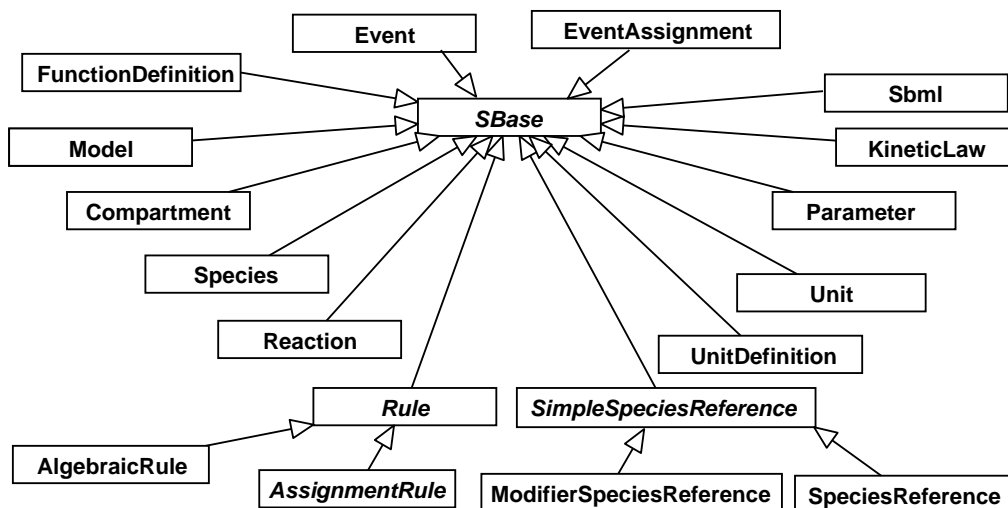 Event
EventAssignment
FunctionDefinition
Sbml
SBase
Model
KineticLaw
Compartment
Parameter
Species
Unit
Reaction
UnitDefinition
Rule
SimpleSpeciesReference
AlgebraicRule
AssignmentRule
ModifierSpeciesReference
SpeciesReference